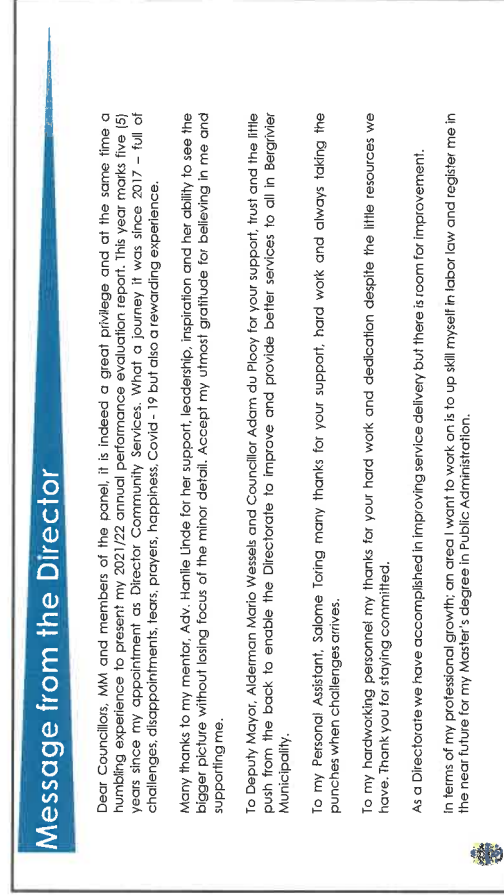 Message from the Director
Dear Councillors, MM and members of the panel, it is indeed a great privilege and at the same time a
humbling experience to present my 2021/22 annual performance evaluation report. This year marks five (5)
years since my appointment as Director Community Services. What a journey it was since 2017 – full of
challenges, disappointments, tears, prayers, happiness, Covid - 19 but also a rewarding experience.
Many thanks to my mentor, Adv. Hanlie Linde for her support, leadership, inspiration and her ability to see the
bigger picture without losing focus of the minor detail. Accept my utmost gratitude for believing in me and
supporting me.
To Deputy Mayor, Alderman Mario Wessels and Councillor Adam du Plooy for your support, trust and the little
push from the back to enable the Directorate to improve and provide better services to all in Bergrivier
Municipality.
To my Personal Assistant, Salome Toring many thanks for your support, hard work and always taking the
punches when challenges arrives.
To my hardworking personnel my thanks for your hard work and dedication despite the little resources we
have. Thank you for staying committed.
As a Directorate we have accomplished in improving service delivery but there is room for improvement.
In terms of my professional growth; an area I want to work on is to up skill myself in labor law and register me in
the near future for my Master's degree in Public Administration.